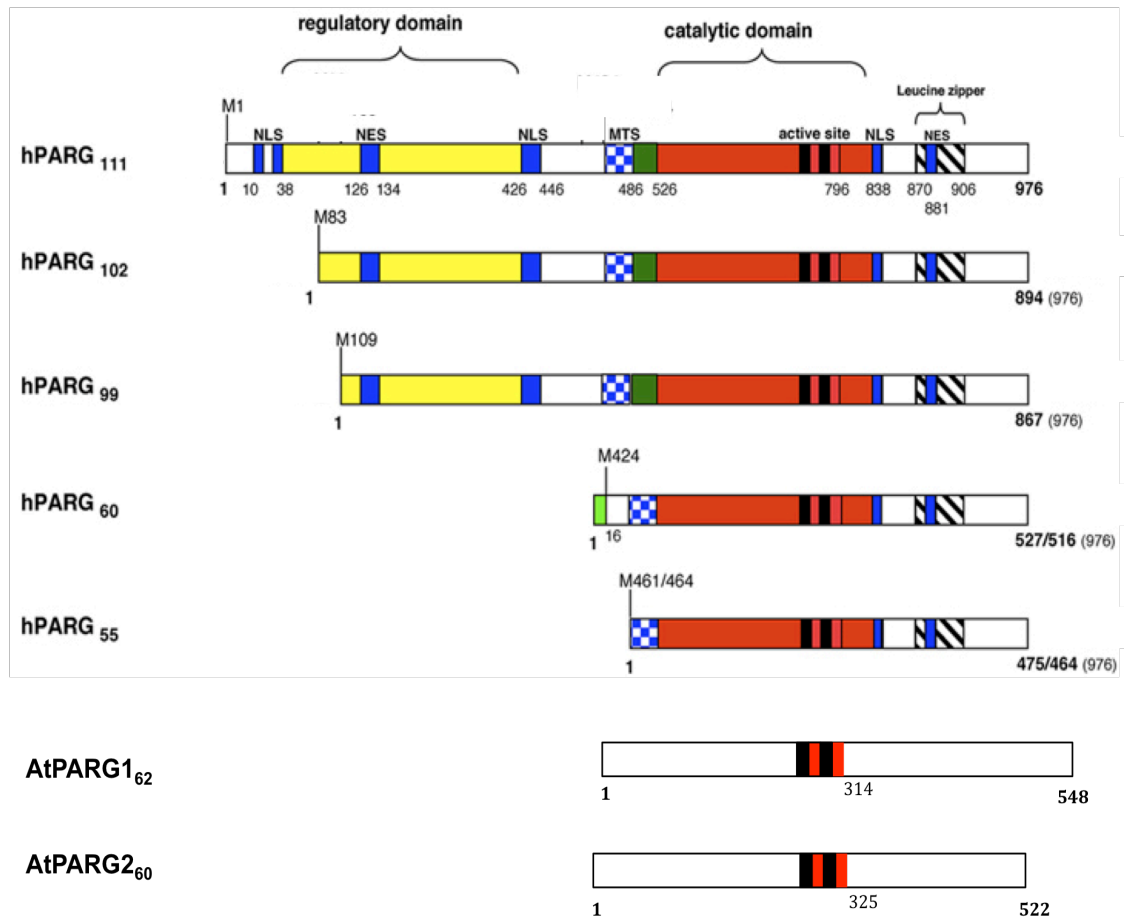 regulatory domain
catalytic domain
Leucine zipper
M1
NLS NES NLS MTS active site NLS NES
hPARG 111
1 10 38 126 134 426 446 486 526 796 838 870 906 976
881
M83
hPARG 102
1 894 (976)
M109
hPARG 99
1 867 (976)
M424
hPARG 60
1 16 527/516 (976)
M461/464
hPARG 55
1 475/464 (976)
AtPARG1 62
1 314 548
AtPARG2 60
1 325 522